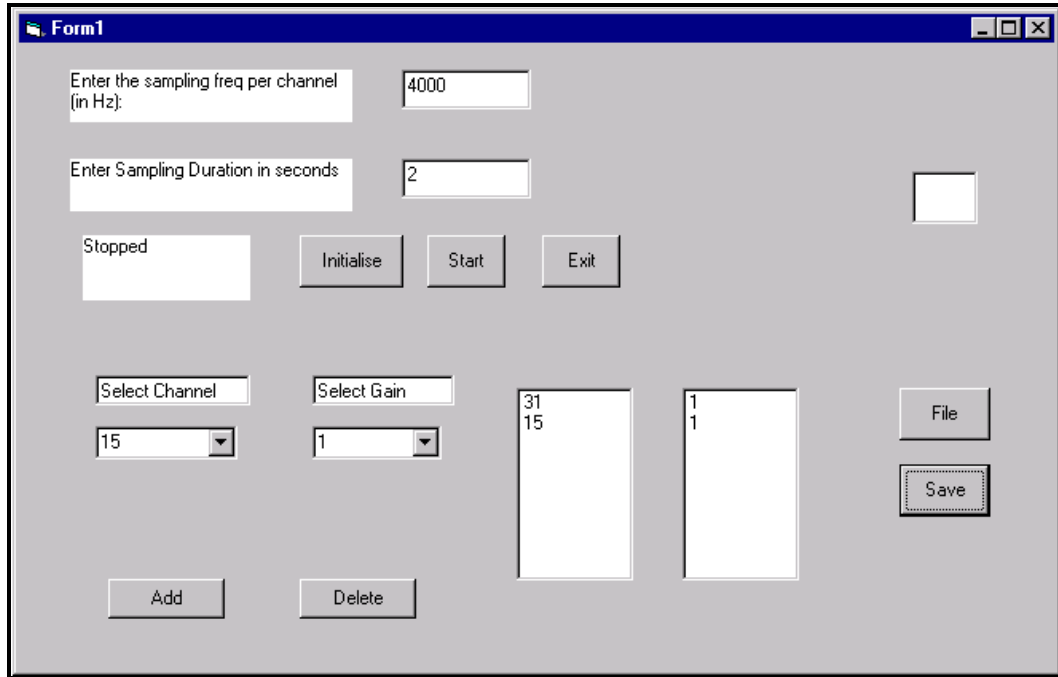 Form1
Enter the sampling freq per channel
(in Hz):
4000
Enter Sampling Duration in seconds
2
Stopped
Initialise
Start
Exit
Select Channel
Select Gain
15
1
31
15
1
1
File
Save
Add
Delete